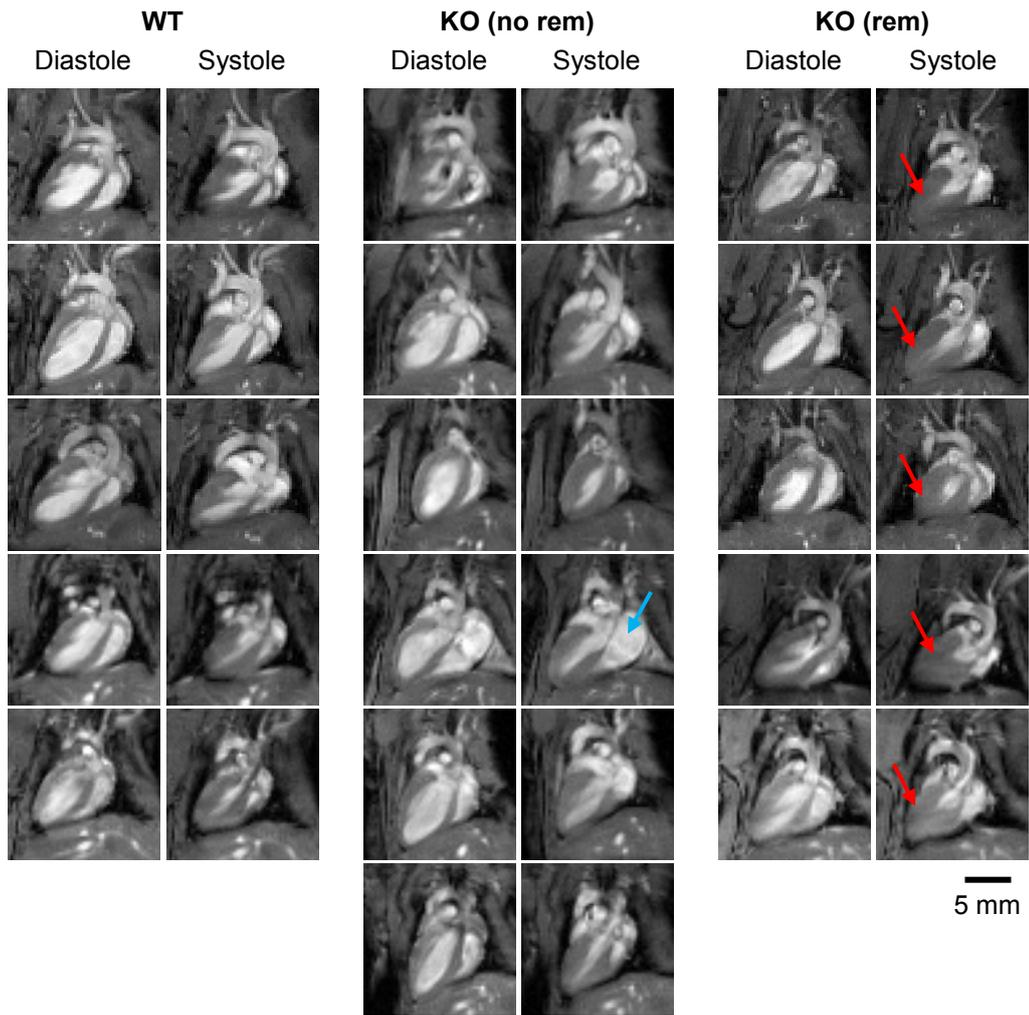 WT
KO (no rem)
KO (rem)
Diastole
Systole
Diastole
Systole
Diastole
Systole
5 mm